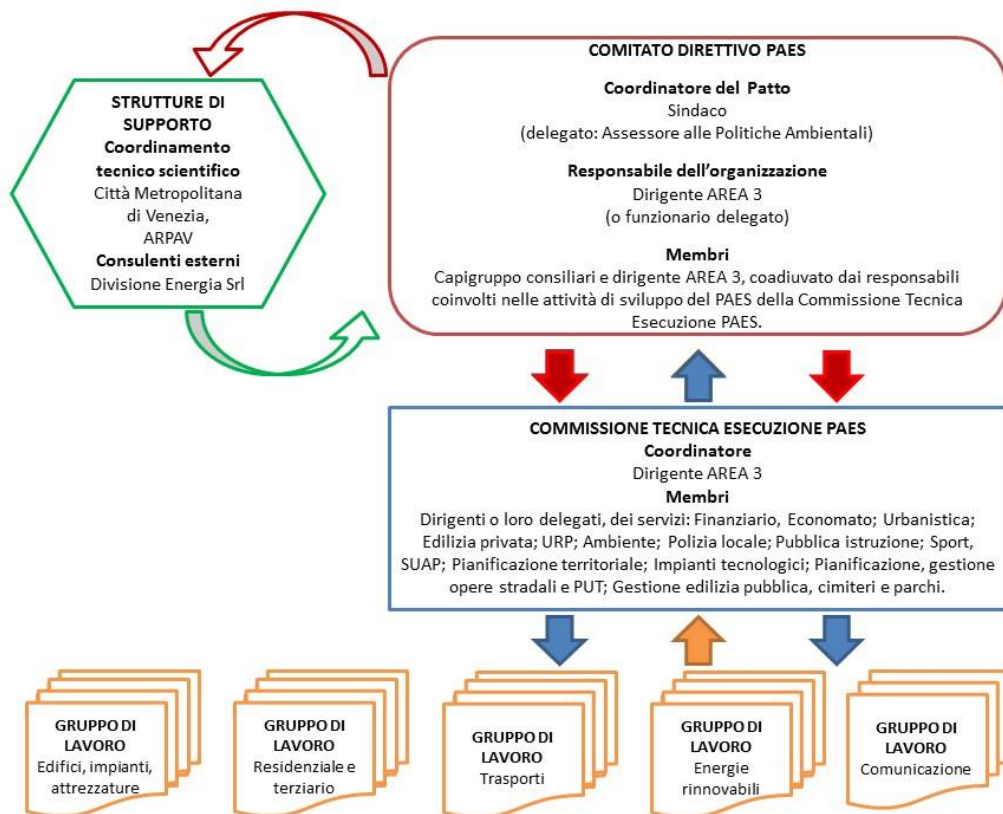 STRUTTURE DI
SUPPORTO
Coordinamento
tecnico scientifico
Città Metropolitana
di Venezia,
ARPAV
Consulenti esterni
Divisione Energia Srl
COMITATO DIRETTIVO PAES
Coordinatore del Patto
Sindaco
(delegato: Assessore alle Politiche Ambientali)
Responsabile dell’organizzazione
Dirigente AREA 3
(o funzionario delegato)
Membri
Capigruppo consiliari e dirigente AREA 3, coadiuvato dai responsabili
coinvolti nelle attività di sviluppo del PAES della Commissione Tecnica
Esecuzione PAES.
COMMISSIONE TECNICA ESECUZIONE PAES
Coordinatore
Dirigente AREA 3
Membri
Dirigenti o loro delegati, dei servizi: Finanziario, Economato; Urbanistica;
Edilizia privata; URP; Ambiente; Polizia locale; Pubblica istruzione; Sport,
SUAP; Pianificazione territoriale; Impianti tecnologici; Pianificazione, gestione
opere stradali e PUT; Gestione edilizia pubblica, cimiteri e parchi.
GRUPPO DI
LAVORO
Edifici, impianti,
attrezzature
GRUPPO DI
LAVORO
Residenziale e
terziario
GRUPPO DI
LAVORO
Trasporti
GRUPPO DI
LAVORO
Energie
rinnovabili
GRUPPO DI
LAVORO
Comunicazione